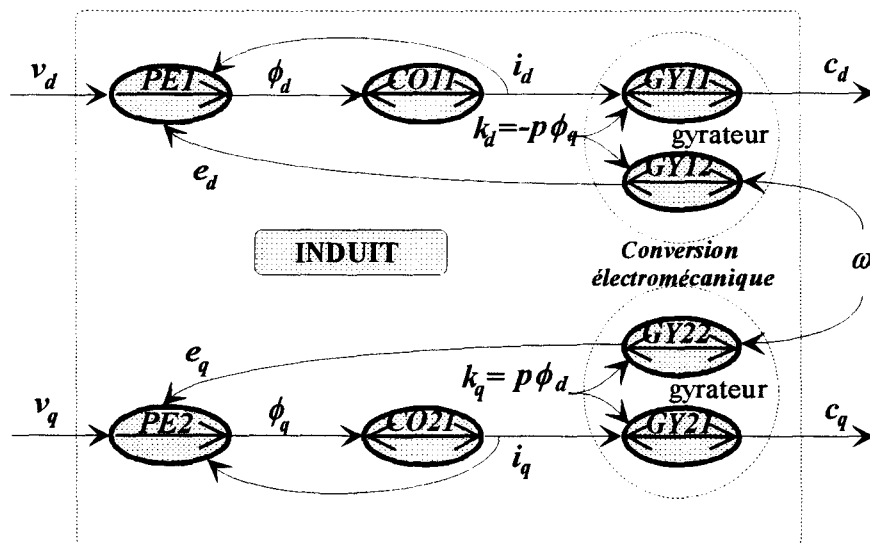 v_d PE1 ϕ_d CO11 i_d GY11 c_d
k_d=-pϕ_q gyrateur
e_d GY12
INDUIT
Conversion
électromécanique
ω
e_q GY22
k_q= pϕ_d gyrateur
v_q PE2 ϕ_q CO21 i_q GY21 c_q